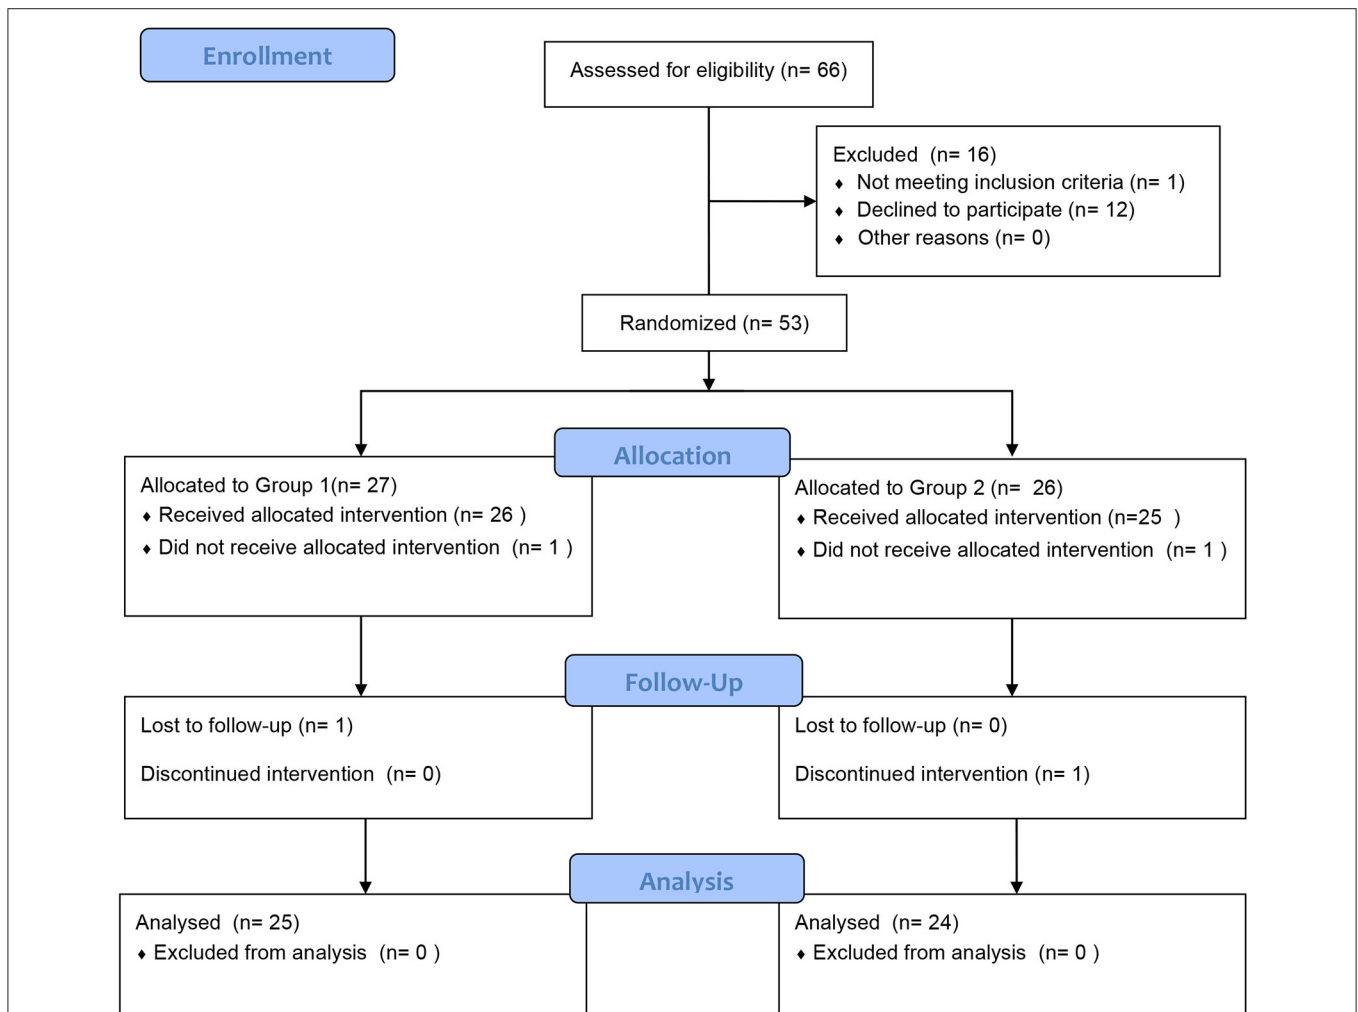 Enrollment
Assessed for eligibility (n= 66)
Excluded  (n= 16)
♦ Not meeting inclusion criteria (n= 1)
♦ Declined to participate (n= 12)
♦ Other reasons (n= 0)
Randomized (n= 53)
Allocation
Allocated to Group 1(n= 27)
♦ Received allocated intervention (n= 26 )
♦ Did not receive allocated intervention  (n= 1 )
Allocated to Group 2 (n=  26)
♦ Received allocated intervention (n=25  )
♦ Did not receive allocated intervention  (n= 1 )
Follow-Up
Lost to follow-up (n= 1)
Discontinued intervention  (n= 0)
Lost to follow-up (n= 0)
Discontinued intervention (n= 1)
Analysis
Analysed  (n= 25)
♦ Excluded from analysis  (n= 0 )
Analysed  (n= 24)
♦ Excluded from analysis  (n= 0 )